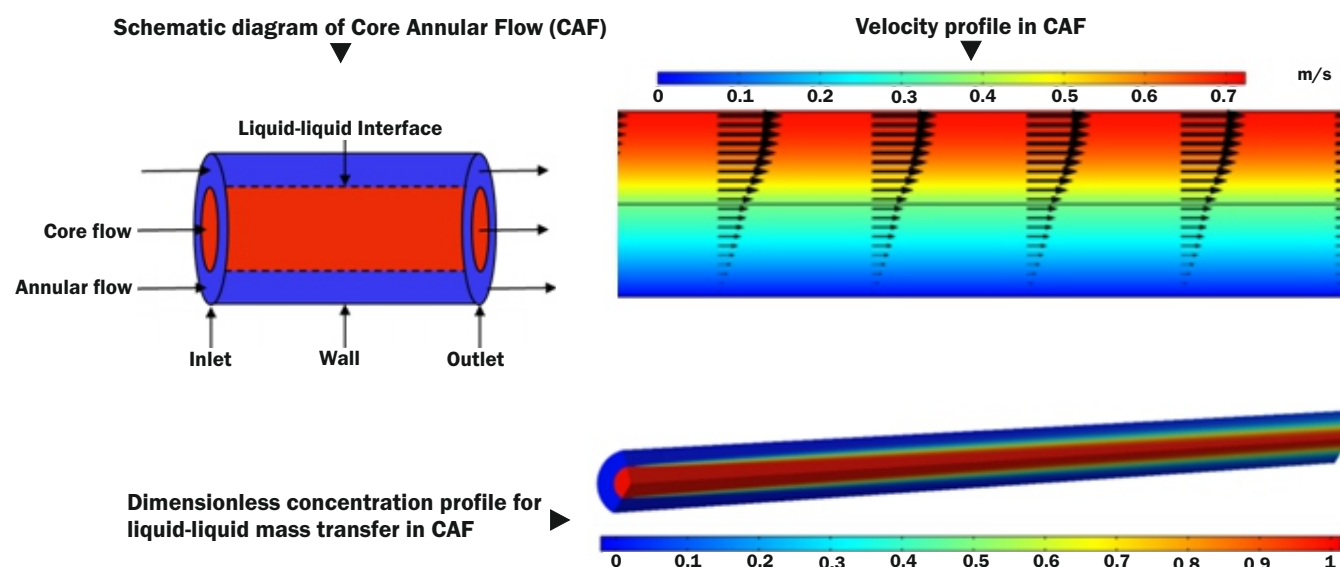 Schematic diagram of Core Annular Flow (CAF)
Velocity profile in CAF
m/s
0 0.1 0.2 0.3 0.4 0.5 0.6 0.7
Liquid-liquid Interface
Core flow
Annular flow
Inlet Wall Outlet
Dimensionless concentration profile for
liquid-liquid mass transfer in CAF
0 0.1 0.2 0.3 0.4 0.5 0.6 0.7 0.8 0.9 1